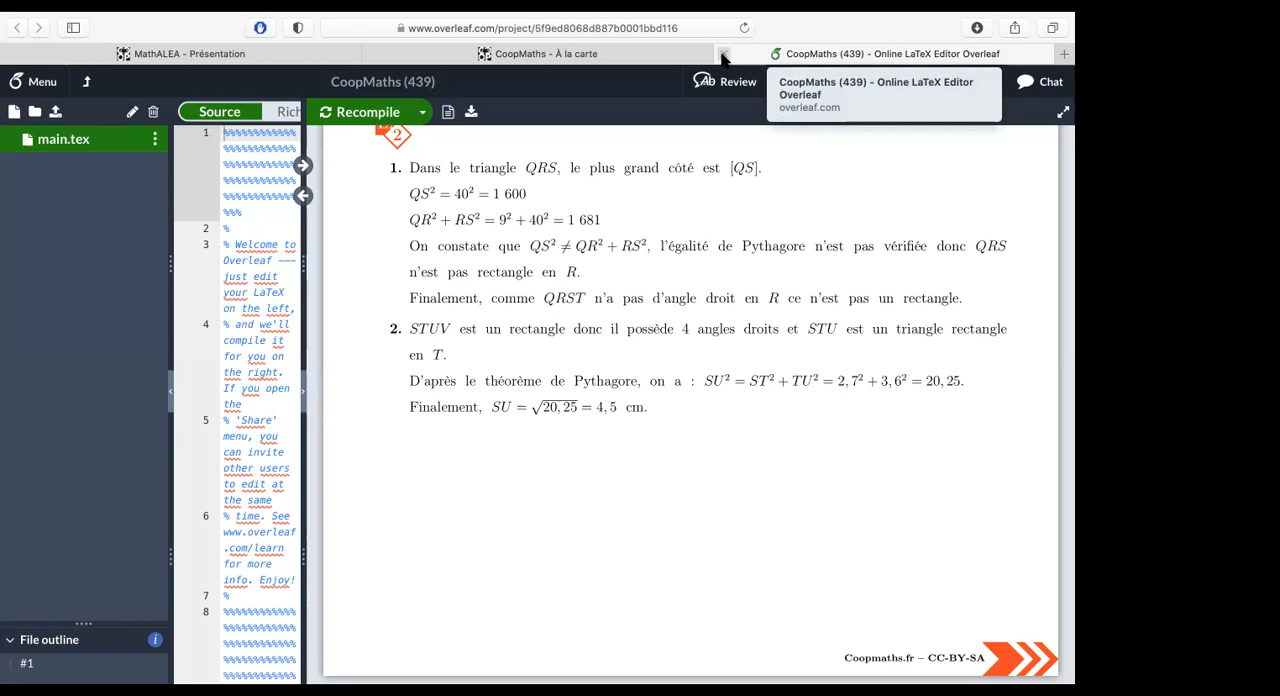 www.overleaf.com/project/5f9ed8068d887b0001bbd116
MathALEA - Présentation
CoopMaths - À la carte
CoopMaths (439) - Online LaTeX Editor Overleaf
Menu
CoopMaths (439)
Review
CoopMaths (439) - Online LaTeX Editor
Overleaf
overleaf.com
Chat
Source
Rich
Recompile
main.tex
1
%%%%%%%%%%%%
%%%%%%%%%%%%
%%%%%%%%%%%%
%%%%%%%%%%%%
%%%%%%%%%%%%
%%%
2
%
3
% Welcome to
Overleaf ---
just edit
your LaTeX
on the left,
4
% and we'll
compile it
for you on
the right.
If you open
the
5
% 'Share'
menu, you
can invite
other users
to edit at
the same
6
% time. See
www.overleaf
.com/learn
for more
info. Enjoy!
7
%
8
%%%%%%%%%%%%
%%%%%%%%%%%%
%%%%%%%%%%%%
%%%%%%%%%%%%
%%%%%%%%%%%%
File outline
#1
2
1. Dans le triangle QRS, le plus grand côté est [QS].
QS² = 40² = 1 600
QR² + RS² = 9² + 40² = 1 681
On constate que QS² ≠ QR² + RS², l'égalité de Pythagore n'est pas vérifiée donc QRS
n'est pas rectangle en R.
Finalement, comme QRST n'a pas d'angle droit en R ce n'est pas un rectangle.
2. STUV est un rectangle donc il possède 4 angles droits et STU est un triangle rectangle
en T.
D'après le théorème de Pythagore, on a : SU² = ST² + TU² = 2,7² + 3,6² = 20,25.
Finalement, SU = √20,25 = 4,5 cm.
Coopmaths.fr – CC-BY-SA